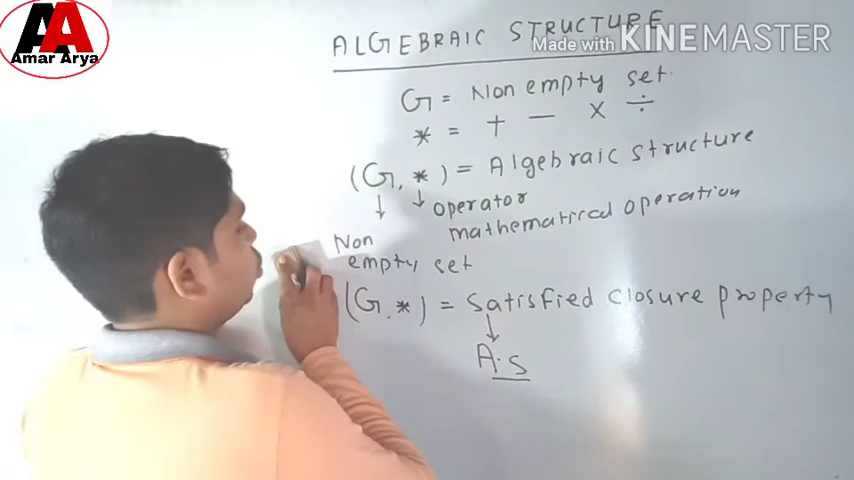 AA
Amar Arya
ALGEBRAIC STRUCTURE
Made with KINEMASTER
G = Non empty set.
* = + − × ÷
(G, *) = Algebraic structure
↓ ↓ operator
mathematical operation
Non
empty set
(G, *) = Satisfied closure property
↓
A.S